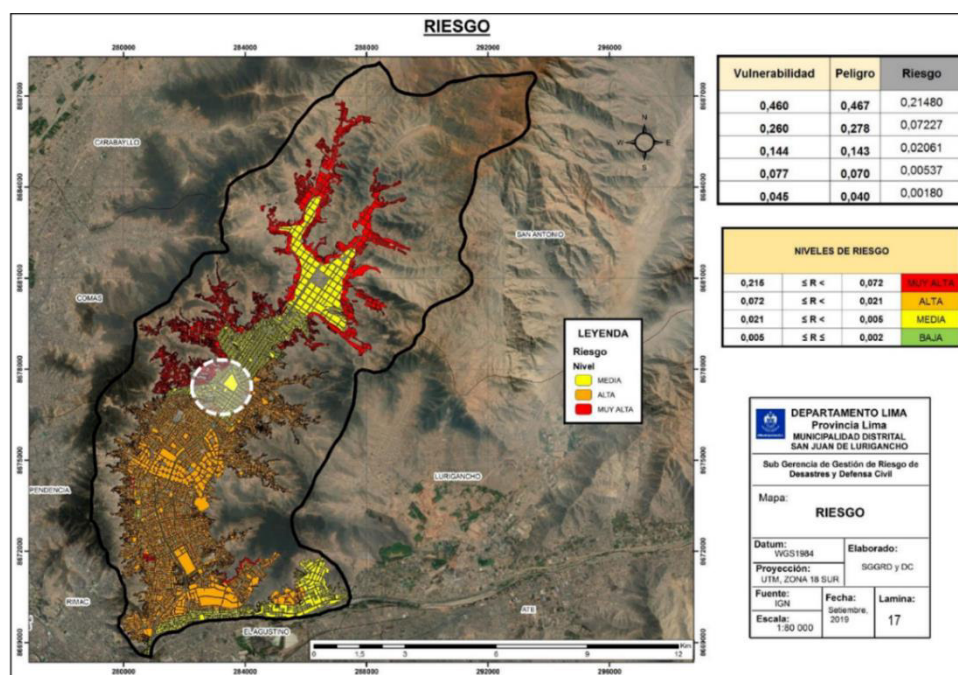 RIESGO
280000 284000 288000 292000 296000
8687000
8684000
8681000
8678000
8675000
8672000
8669000
CARABAYLLO
COMAS
SAN ANTONIO
PENDENCIA
LURIGANCHO
RIMAC
EL AGUSTINO
ATE
N
W E
S
LEYENDA
Riesgo
Nivel
MEDIA
ALTA
MUY ALTA
Km
0 1,5 3 6 9 12
280000 284000 288000 292000 296000
Vulnerabilidad Peligro Riesgo
0,460 0,467 0,21480
0,260 0,278 0,07227
0,144 0,143 0,02061
0,077 0,070 0,00537
0,045 0,040 0,00180
NIVELES DE RIESGO
0,215 ≤ R < 0,072 MUY ALTA
0,072 ≤ R < 0,021 ALTA
0,021 ≤ R < 0,005 MEDIA
0,005 ≤ R ≤ 0,002 BAJA
DEPARTAMENTO LIMA
Provincia Lima
MUNICIPALIDAD DISTRITAL
SAN JUAN DE LURIGANCHO
Sub Gerencia de Gestión de Riesgo de
Desastres y Defensa Civil
Mapa:
RIESGO
Datum:
WGS1984
Elaborado:
SGGRD y DC
Proyección:
UTM, ZONA 18 SUR
Fuente:
IGN
Fecha:
Setiembre,
2019
Lamina:
17
Escala:
1:60 000